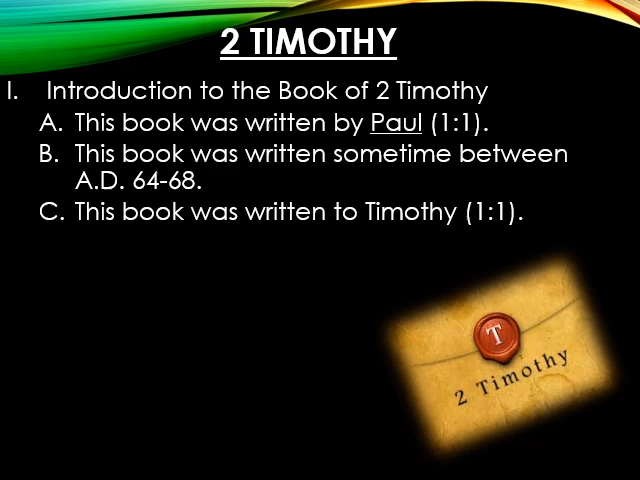 2 TIMOTHY
I. Introduction to the Book of 2 Timothy
A. This book was written by Paul (1:1).
B. This book was written sometime between
A.D. 64-68.
C. This book was written to Timothy (1:1).
T
2 Timothy